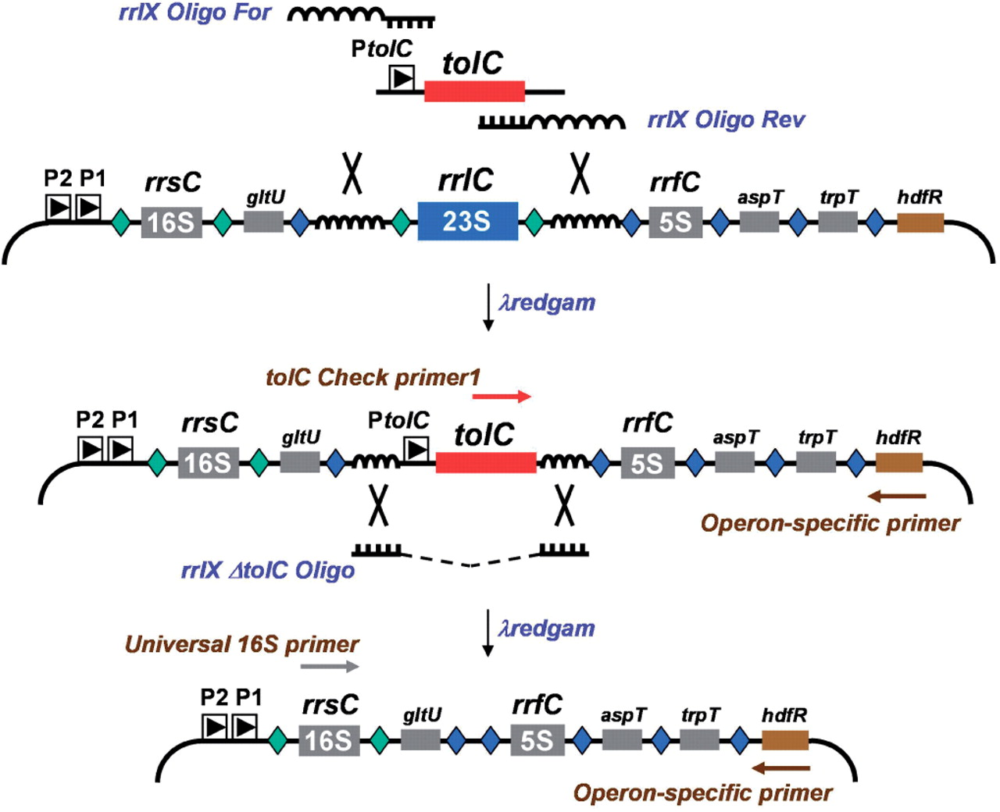 rrlX Oligo For
PtolC
tolC
rrlX Oligo Rev
P2 P1
rrsC
gltU
rrlC
rrfC
aspT
trpT
hdfR
16S
23S
5S
λredgam
tolC Check primer1
P2 P1
rrsC
gltU
PtolC
tolC
rrfC
aspT
trpT
hdfR
16S
5S
Operon-specific primer
rrlX ΔtolC Oligo
λredgam
Universal 16S primer
P2 P1
rrsC
gltU
rrfC
aspT
trpT
hdfR
16S
5S
Operon-specific primer